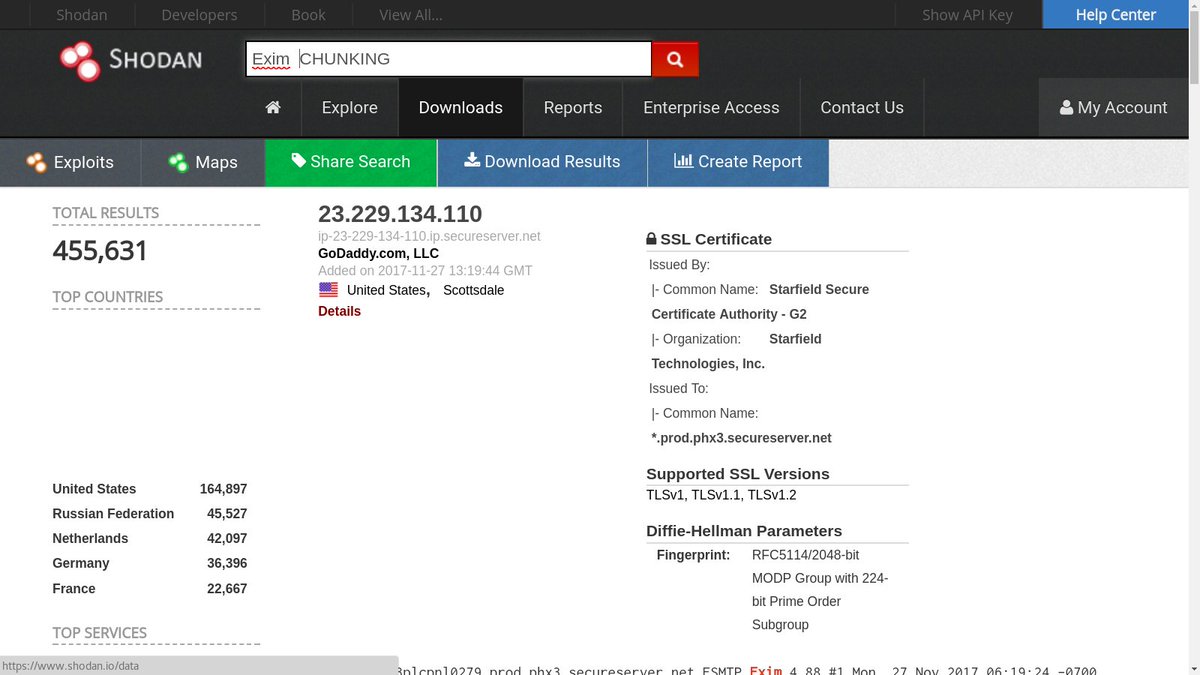 Shodan Developers Book View All... Show API Key Help Center
SHODAN
Exim CHUNKING
Explore Downloads Reports Enterprise Access Contact Us My Account
Exploits Maps Share Search Download Results Create Report
TOTAL RESULTS
455,631
TOP COUNTRIES
United States 164,897
Russian Federation 45,527
Netherlands 42,097
Germany 36,396
France 22,667
TOP SERVICES
https://www.shodan.io/data
23.229.134.110
ip-23-229-134-110.ip.secureserver.net
GoDaddy.com, LLC
Added on 2017-11-27 13:19:44 GMT
United States, Scottsdale
Details
SSL Certificate
Issued By:
|- Common Name: Starfield Secure
Certificate Authority - G2
|- Organization: Starfield
Technologies, Inc.
Issued To:
|- Common Name:
*.prod.phx3.secureserver.net
Supported SSL Versions
TLSv1, TLSv1.1, TLSv1.2
Diffie-Hellman Parameters
Fingerprint: RFC5114/2048-bit
MODP Group with 224-
bit Prime Order
Subgroup
plcpnl0279.prod.phx3.secureserver.net ESMTP Exim 4.88 #1 Mon, 27 Nov 2017 06:19:24 -0700